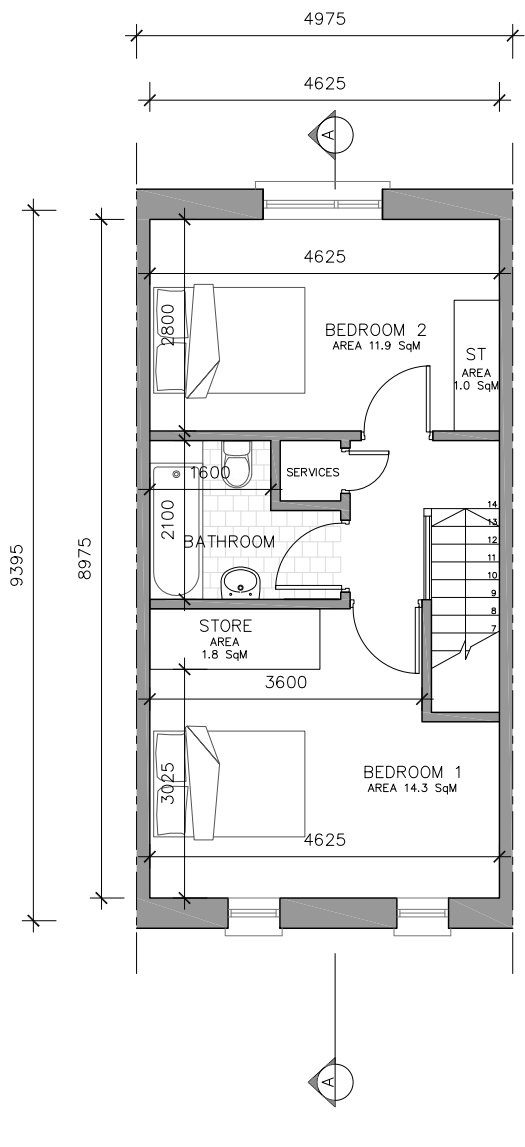 4975
4625
A
4625
2800
BEDROOM 2
AREA 11.9 SqM
ST
AREA
1.0 SqM
SERVICES
1600
2100
BATHROOM
14
13
12
11
10
9
8
7
9395
8975
STORE
AREA
1.8 SqM
3600
3025
BEDROOM 1
AREA 14.3 SqM
4625
A